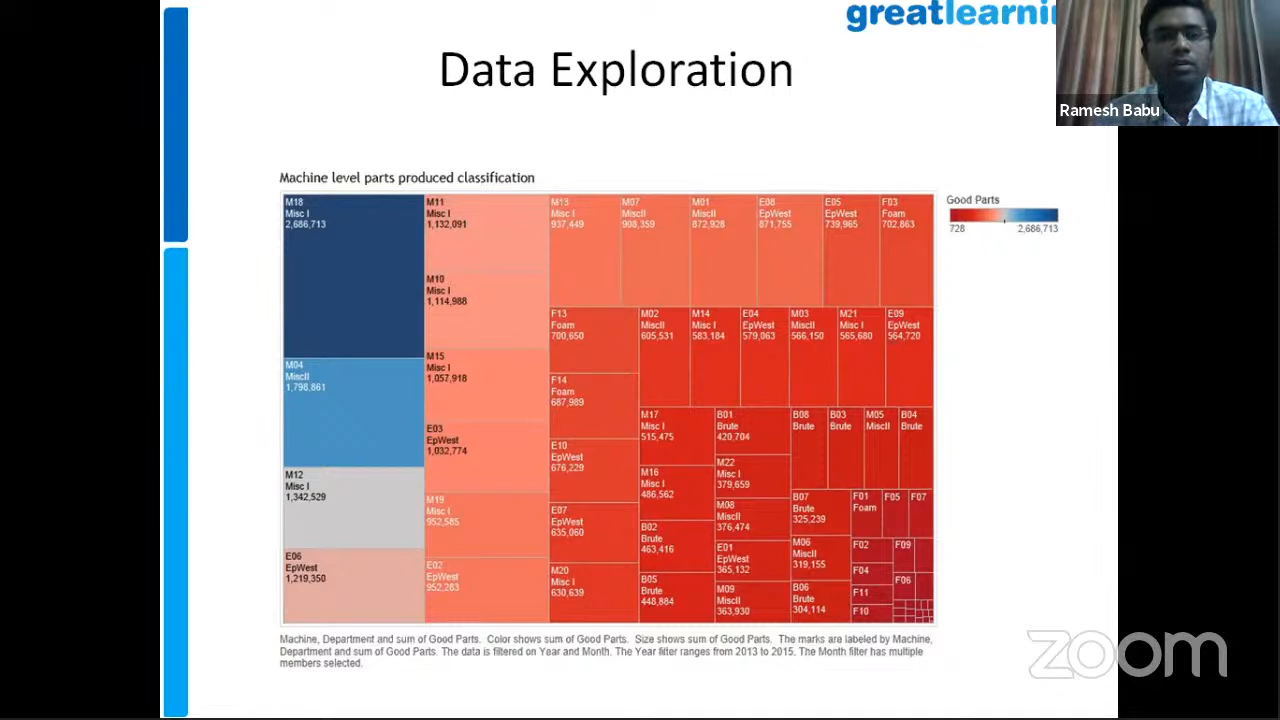 greatlearnin
Data Exploration
Ramesh Babu
Machine level parts produced classification
M18
Misc I
2,686,713
M04
MiscII
1,798,861
M12
Misc I
1,342,529
E06
EpWest
1,219,350
M11
Misc I
1,132,091
M10
Misc I
1,114,988
M15
Misc I
1,057,918
E03
EpWest
1,032,774
M19
Misc I
952,585
E02
EpWest
952,283
M13
Misc I
937,449
M07
MiscII
908,359
M01
MiscII
872,928
E08
EpWest
871,755
E05
EpWest
739,965
F03
Foam
702,863
F13
Foam
700,650
F14
Foam
687,989
E10
EpWest
676,229
E07
EpWest
635,060
M20
Misc I
630,639
M02
MiscII
605,531
M14
Misc I
583,184
E04
EpWest
579,063
M03
MiscII
566,150
M21
Misc I
565,680
E09
EpWest
564,720
M17
Misc I
515,475
M16
Misc I
486,562
B02
Brute
463,416
B05
Brute
448,884
B01
Brute
420,704
M22
Misc I
379,659
M08
MiscII
376,474
E01
EpWest
365,132
M09
MiscII
363,930
B08
Brute
B03
Brute
M05
MiscII
B04
Brute
B07
Brute
325,239
M06
MiscII
319,155
B06
Brute
304,114
F01
Foam
F05
F07
F02
F04
F11
F10
F09
F06
Good Parts
728 2,686,713
Machine, Department and sum of Good Parts. Color shows sum of Good Parts. Size shows sum of Good Parts. The marks are labeled by Machine,
Department and sum of Good Parts. The data is filtered on Year and Month. The Year filter ranges from 2013 to 2015. The Month filter has multiple
members selected.
zoom